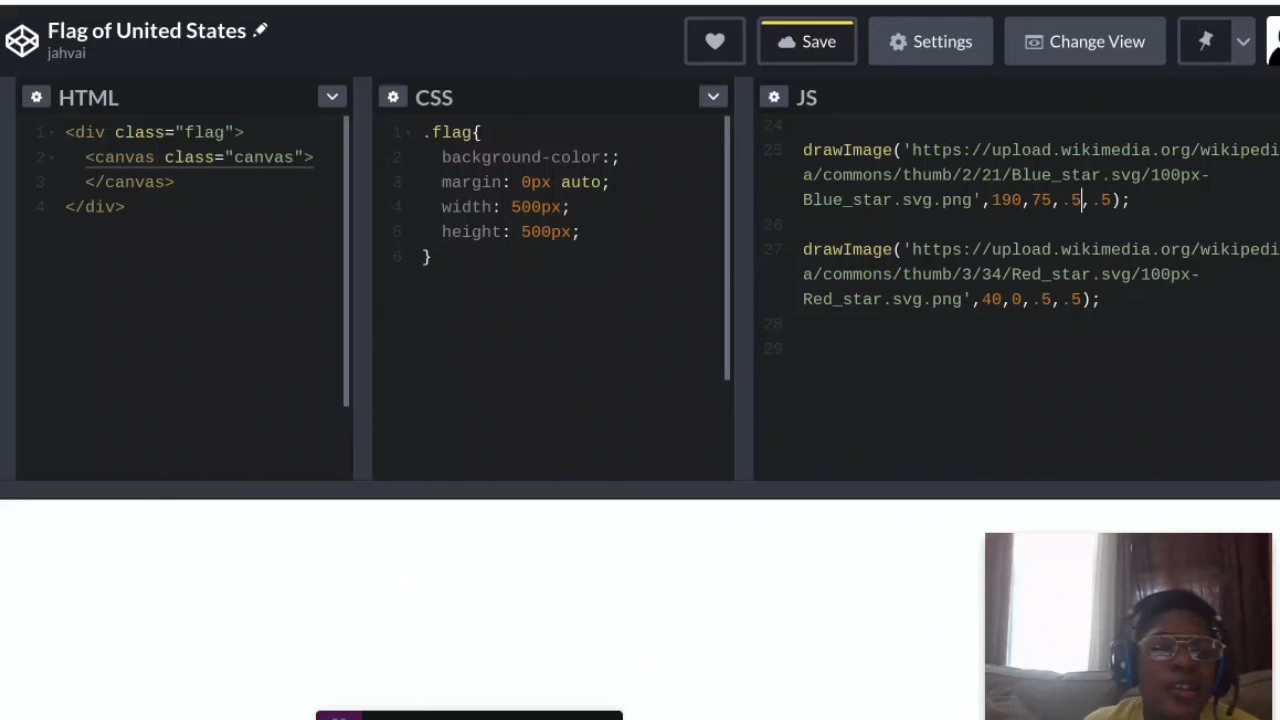 Flag of United States
jahvai
Save
Settings
Change View
HTML
1 <div class="flag">
2 <canvas class="canvas">
3 </canvas>
4 </div>
CSS
1 .flag{
2 background-color:;
3 margin: 0px auto;
4 width: 500px;
5 height: 500px;
6 }
JS
24
25 drawImage('https://upload.wikimedia.org/wikipedi
a/commons/thumb/2/21/Blue_star.svg/100px-
Blue_star.svg.png',190,75,.5,.5);
26
27 drawImage('https://upload.wikimedia.org/wikipedi
a/commons/thumb/3/34/Red_star.svg/100px-
Red_star.svg.png',40,0,.5,.5);
28
29